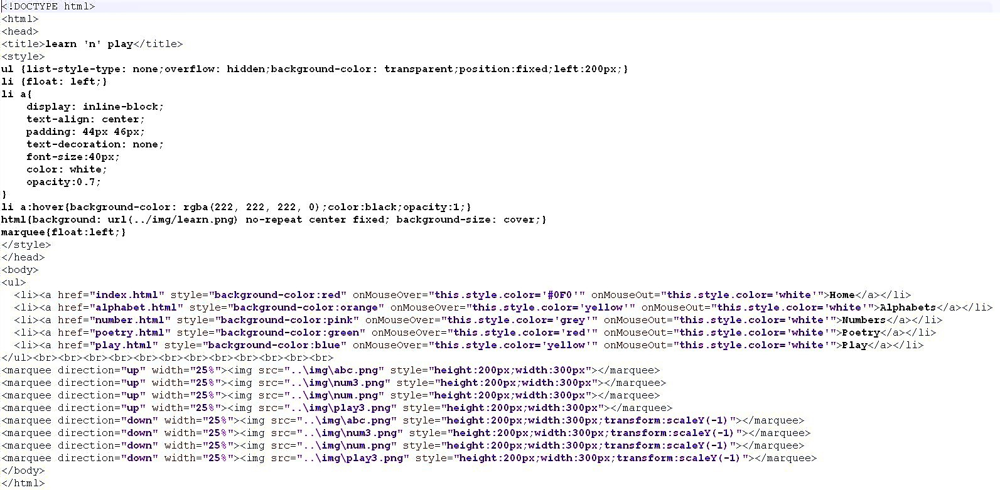 <!DOCTYPE html>
<html>
<head>
<title>learn 'n' play</title>
<style>
ul {list-style-type: none;overflow: hidden;background-color: transparent;position:fixed;left:200px;}
li {float: left;}
li a{
    display: inline-block;
    text-align: center;
    padding: 44px 46px;
    text-decoration: none;
    font-size:40px;
    color: white;
    opacity:0.7;
}
li a:hover{background-color: rgba(222, 222, 222, 0);color:black;opacity:1;}
html{background: url(../img/learn.png) no-repeat center fixed; background-size: cover;}
marquee{float:left;}
</style>
</head>
<body>
<ul>
  <li><a href="index.html" style="background-color:red" onMouseOver="this.style.color='#0F0'" onMouseOut="this.style.color='white'">Home</a></li>
  <li><a href="alphabet.html" style="background-color:orange" onMouseOver="this.style.color='yellow'" onMouseOut="this.style.color='white'">Alphabets</a></li>
  <li><a href="number.html" style="background-color:pink" onMouseOver="this.style.color='grey'" onMouseOut="this.style.color='white'">Numbers</a></li>
  <li><a href="poetry.html" style="background-color:green" onMouseOver="this.style.color='red'" onMouseOut="this.style.color='white'">Poetry</a></li>
  <li><a href="play.html" style="background-color:blue" onMouseOver="this.style.color='yellow'" onMouseOut="this.style.color='white'">Play</a></li>
</ul><br><br><br><br><br><br><br><br><br><br><br><br>
<marquee direction="up" width="25%"><img src="..\img\abc.png" style="height:200px;width:300px"></marquee>
<marquee direction="up" width="25%"><img src="..\img\num3.png" style="height:200px;width:300px"></marquee>
<marquee direction="up" width="25%"><img src="..\img\num.png" style="height:200px;width:300px"></marquee>
<marquee direction="up" width="25%"><img src="..\img\play3.png" style="height:200px;width:300px"></marquee>
<marquee direction="down" width="25%"><img src="..\img\abc.png" style="height:200px;width:300px;transform:scaleY(-1)"></marquee>
<marquee direction="down" width="25%"><img src="..\img\num3.png" style="height:200px;width:300px;transform:scaleY(-1)"></marquee>
<marquee direction="down" width="25%"><img src="..\img\num.png" style="height:200px;width:300px;transform:scaleY(-1)"></marquee>
<marquee direction="down" width="25%"><img src="..\img\play3.png" style="height:200px;width:300px;transform:scaleY(-1)"></marquee>
</body>
</html>